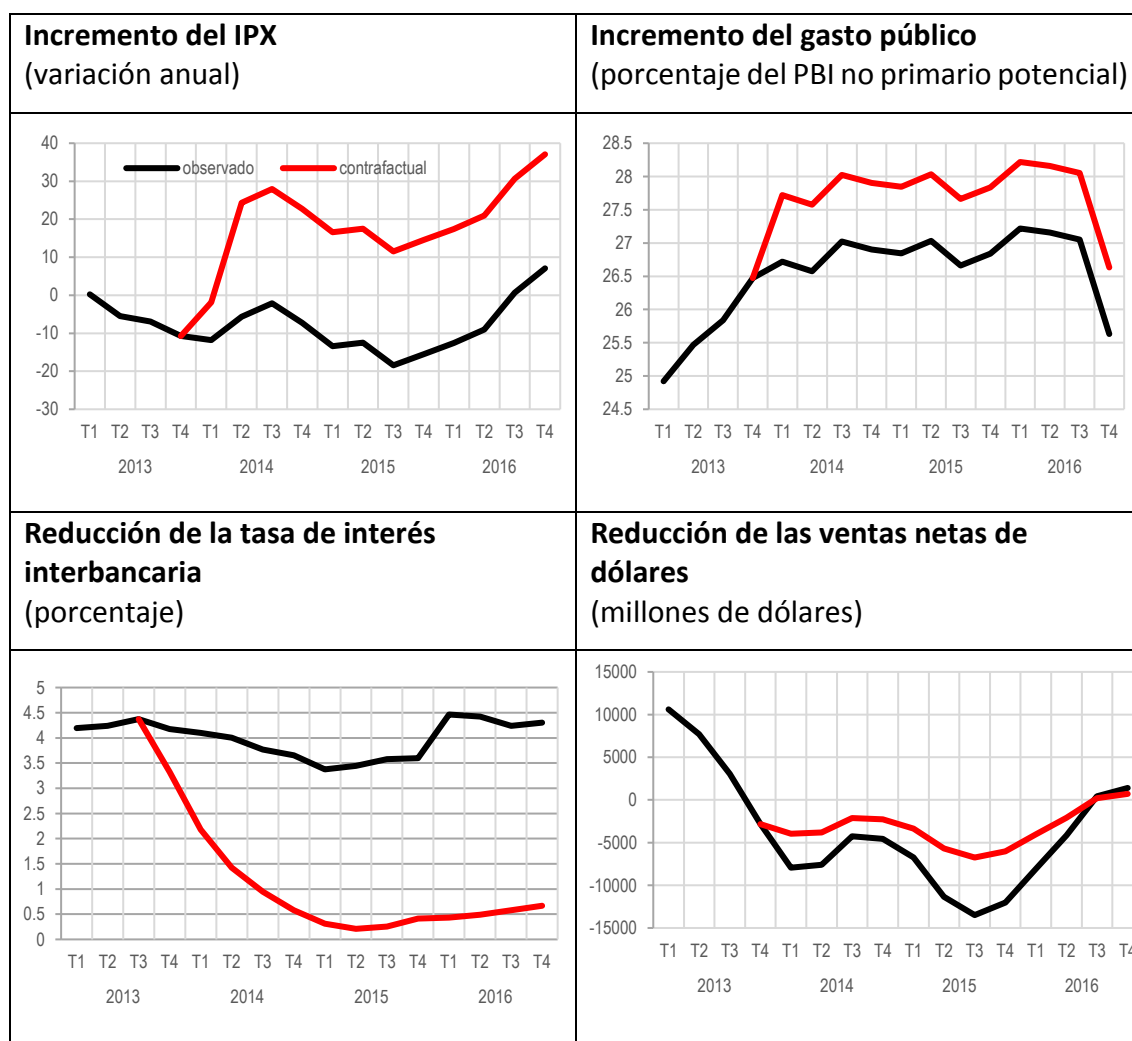 Incremento del IPX
(variación anual)
Incremento del gasto público
(porcentaje del PBI no primario potencial)
40
30
20
10
0
-10
-20
-30
observado
contrafactual
T1 T2 T3 T4 T1 T2 T3 T4 T1 T2 T3 T4 T1 T2 T3 T4
2013 2014 2015 2016
28.5
28
27.5
27
26.5
26
25.5
25
24.5
T1 T2 T3 T4 T1 T2 T3 T4 T1 T2 T3 T4 T1 T2 T3 T4
2013 2014 2015 2016
Reducción de la tasa de interés
interbancaria
(porcentaje)
Reducción de las ventas netas de
dólares
(millones de dólares)
5
4.5
4
3.5
3
2.5
2
1.5
1
0.5
0
T1 T2 T3 T4 T1 T2 T3 T4 T1 T2 T3 T4 T1 T2 T3 T4
2013 2014 2015 2016
15000
10000
5000
0
-5000
-10000
-15000
T1 T2 T3 T4 T1 T2 T3 T4 T1 T2 T3 T4 T1 T2 T3 T4
2013 2014 2015 2016